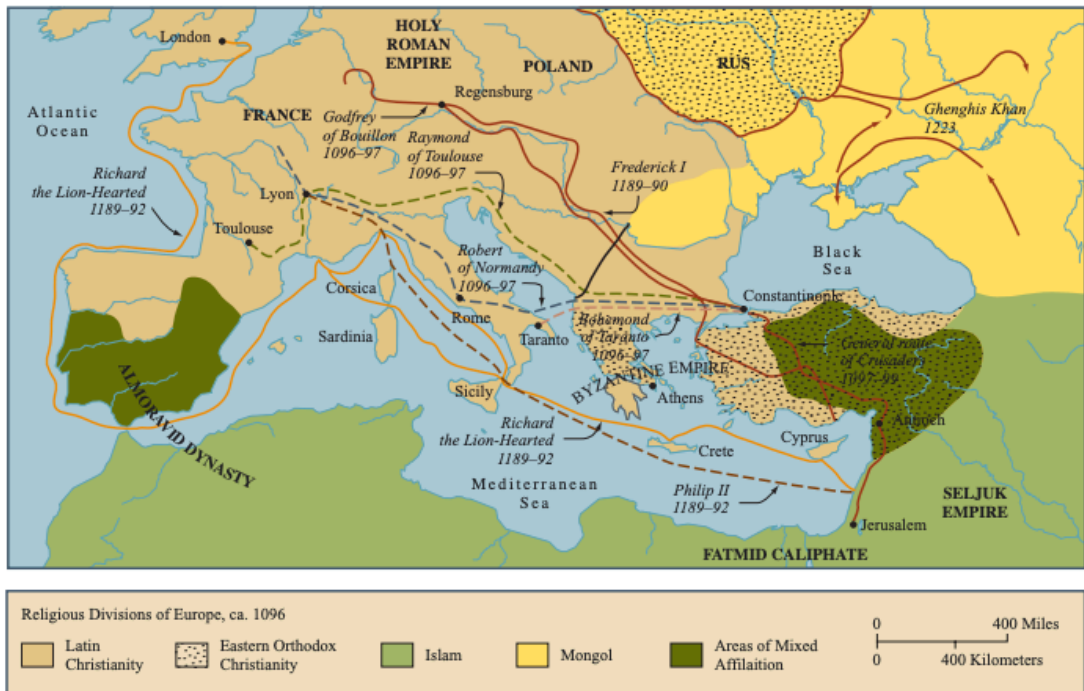 London
HOLY
ROMAN
EMPIRE
POLAND
RUS
Atlantic
Ocean
FRANCE
Regensburg
Godfrey
of Bouillon
1096–97
Raymond
of Toulouse
1096–97
Ghenghis Khan
1223
Frederick I
1189–90
Richard
the Lion-Hearted
1189–92
Lyon
Toulouse
Robert
of Normandy
1096–97
Black
Sea
Corsica
Rome
Constantinople
Sardinia
Taranto
Bohemond
of Taranto
1096–97
General route
of Crusaders
1097–99
BYZANTINE EMPIRE
ALMORAVID DYNASTY
Sicily
Athens
Antioch
Richard
the Lion-Hearted
1189–92
Crete
Cyprus
Mediterranean
Sea
Philip II
1189–92
SELJUK
EMPIRE
Jerusalem
FATMID CALIPHATE
Religious Divisions of Europe, ca. 1096
Latin
Christianity
Eastern Orthodox
Christianity
Islam
Mongol
Areas of Mixed
Affilaition
0 400 Miles
0 400 Kilometers